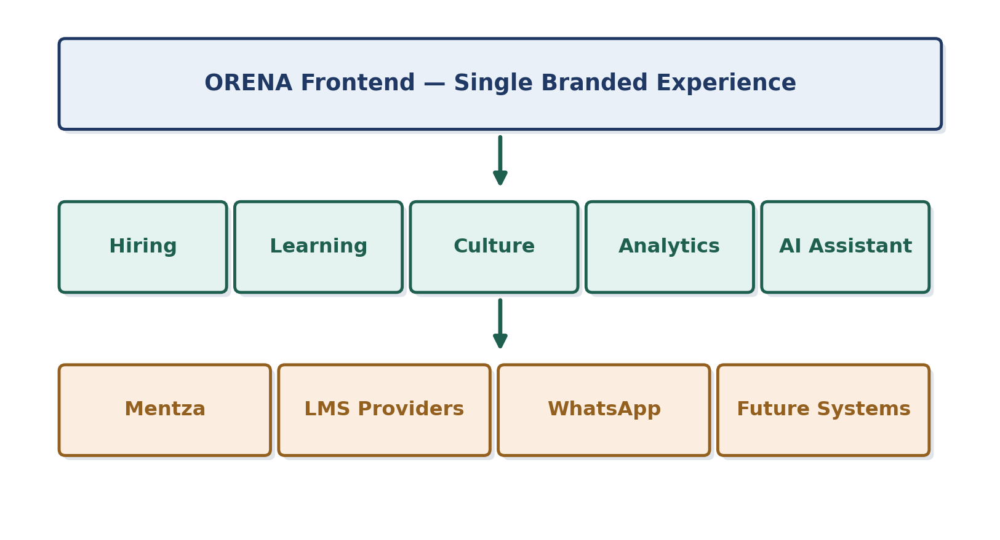 ORENA Frontend — Single Branded Experience
Hiring
Learning
Culture
Analytics
AI Assistant
Mentza
LMS Providers
WhatsApp
Future Systems